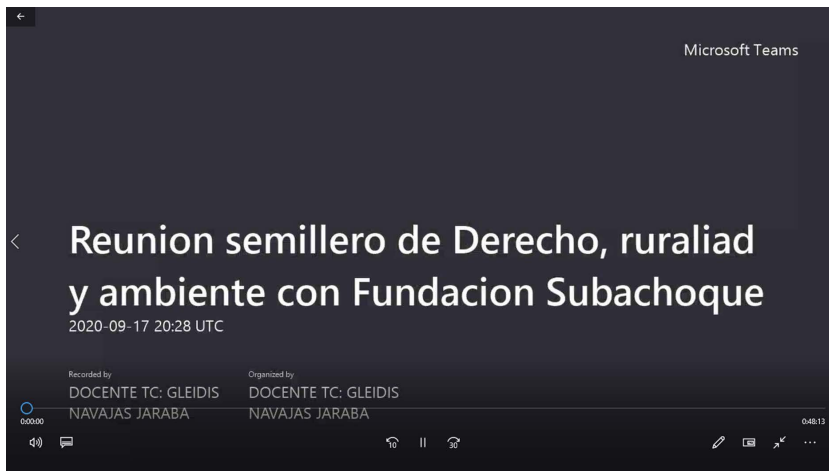 Microsoft Teams
Reunion semillero de Derecho, ruraliad
y ambiente con Fundacion Subachoque
2020-09-17 20:28 UTC
Recorded by
DOCENTE TC: GLEIDIS
NAVAJAS JARABA
Organized by
DOCENTE TC: GLEIDIS
NAVAJAS JARABA
0:00:00
0:48:13
10
30